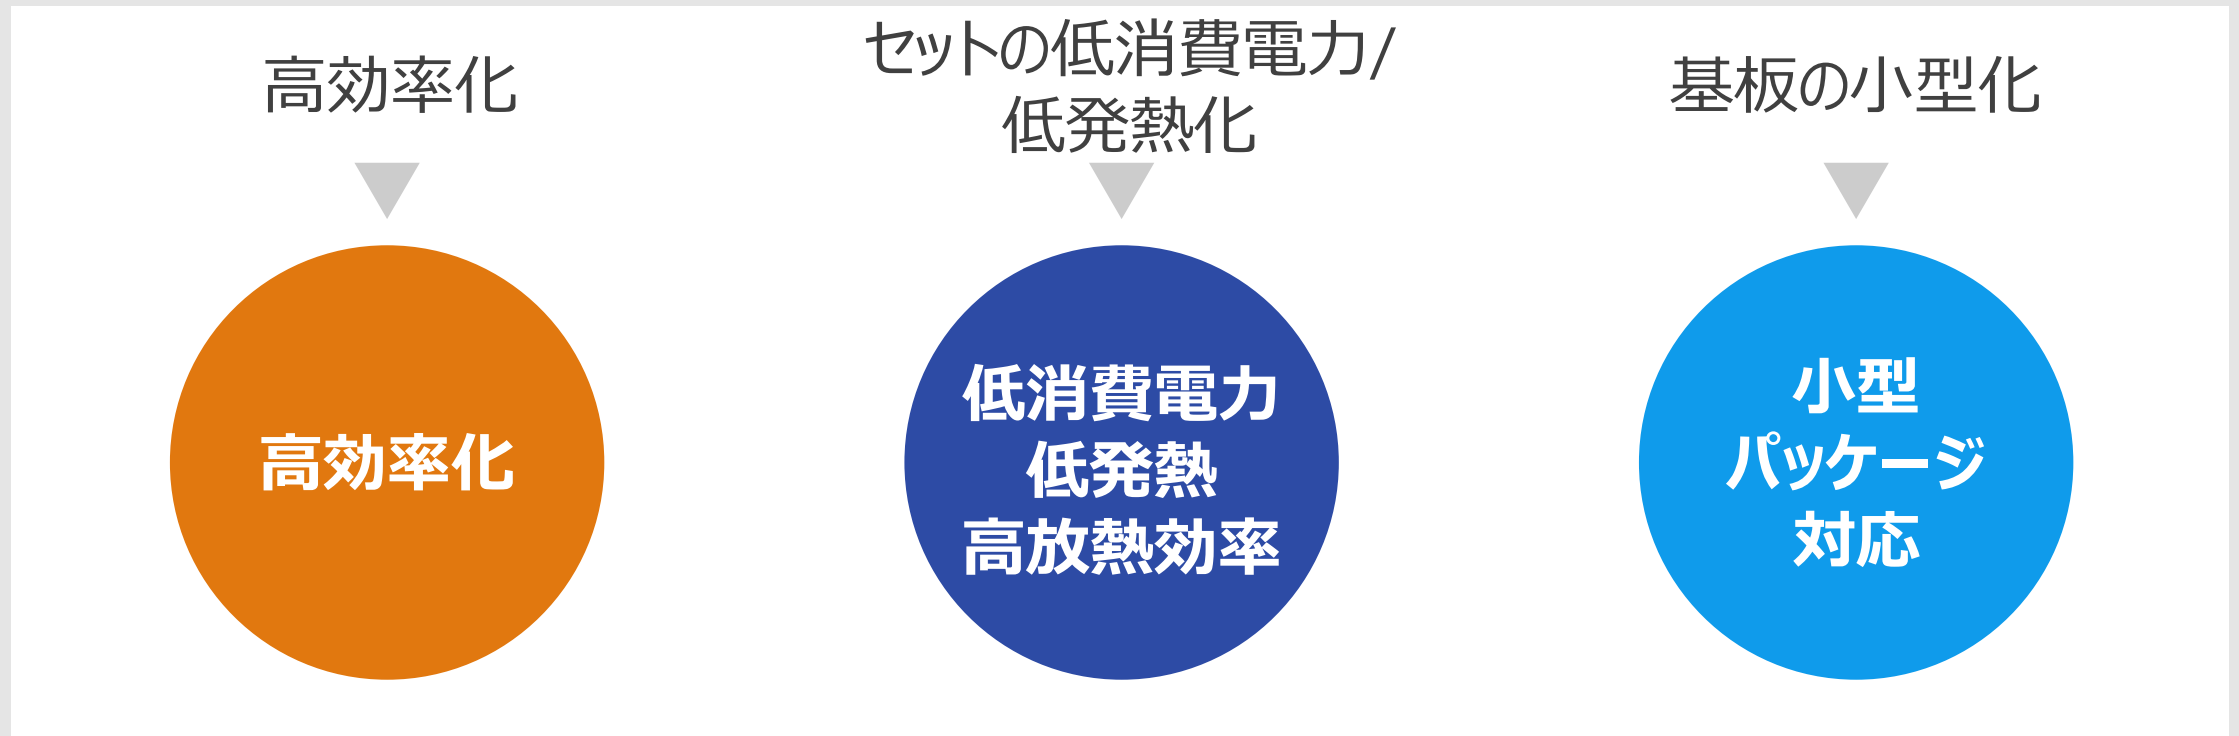 高効率化
セットの低消費電力/
低発熱化
基板の小型化
高効率化
低消費電力
低発熱
高放熱効率
小型
パッケージ
対応